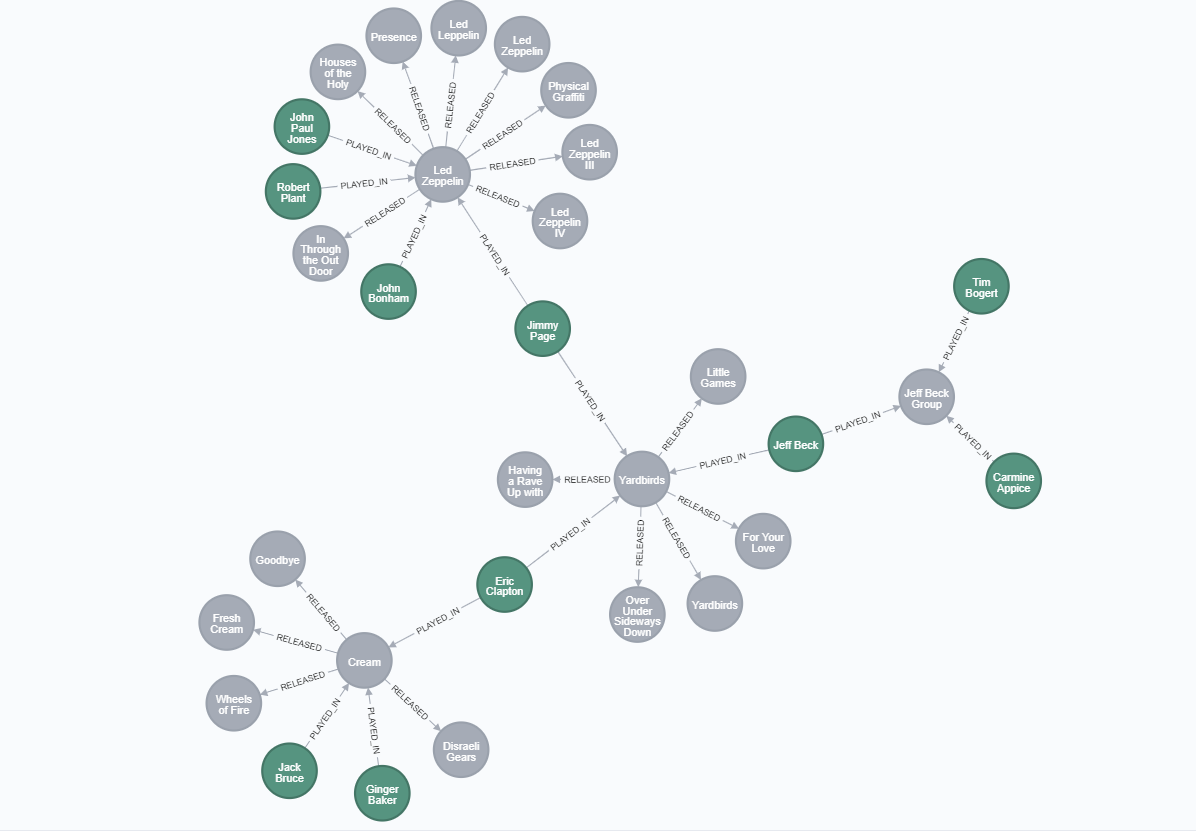 Presence
Led
Leppelin
Led
Zeppelin
Houses
of the
Holy
Physical
Graffiti
John
Paul
Jones
Led
Zeppelin
III
Robert
Plant
Led
Zeppelin
Led
Zeppelin
IV
In
Through
the Out
Door
John
Bonham
RELEASED
RELEASED
RELEASED
RELEASED
RELEASED
RELEASED
RELEASED
RELEASED
PLAYED_IN
PLAYED_IN
PLAYED_IN
PLAYED_IN
Jimmy
Page
PLAYED_IN
Tim
Bogert
PLAYED_IN
Little
Games
Jeff Beck
Group
RELEASED
PLAYED_IN
Jeff Beck
PLAYED_IN
PLAYED_IN
Carmine
Appice
Having
a Rave
Up with
RELEASED
Yardbirds
RELEASED
RELEASED
RELEASED
For Your
Love
PLAYED_IN
Eric
Clapton
Over
Under
Sideways
Down
Yardbirds
Goodbye
RELEASED
PLAYED_IN
Fresh
Cream
RELEASED
Cream
RELEASED
Wheels
of Fire
PLAYED_IN
PLAYED_IN
RELEASED
Disraeli
Gears
Jack
Bruce
Ginger
Baker